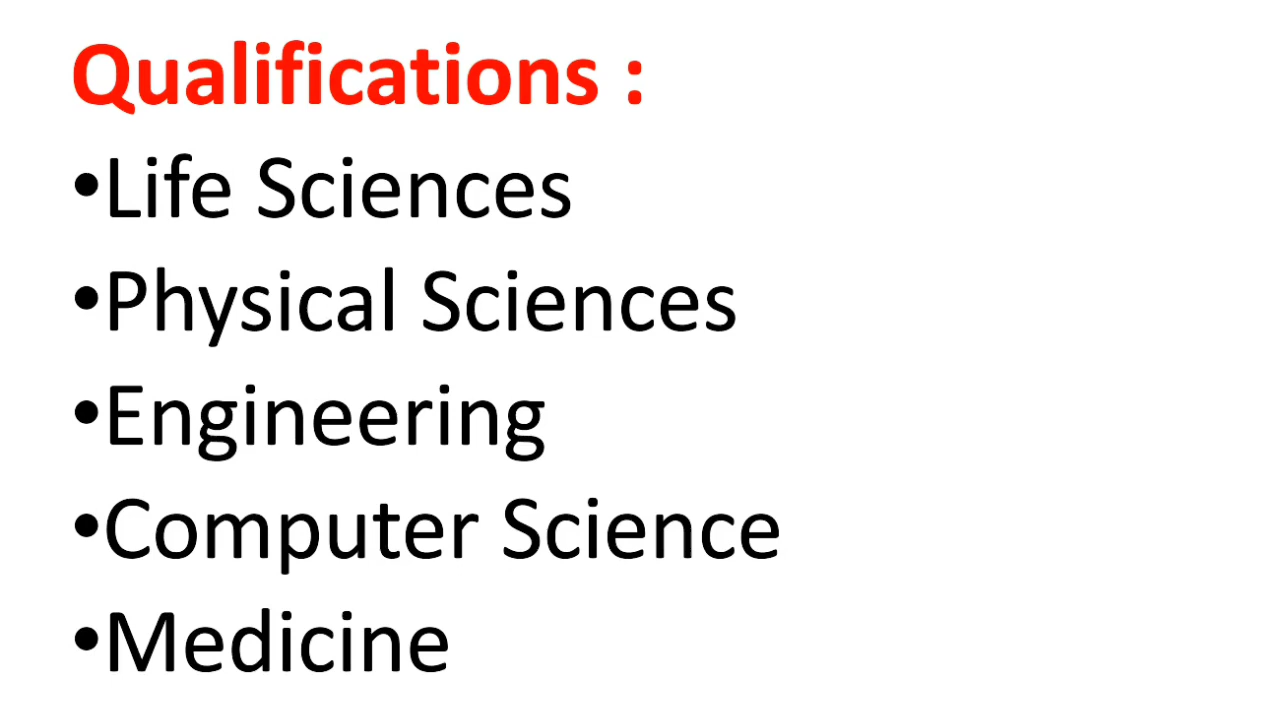 Qualifications :
•Life Sciences
•Physical Sciences
•Engineering
•Computer Science
•Medicine